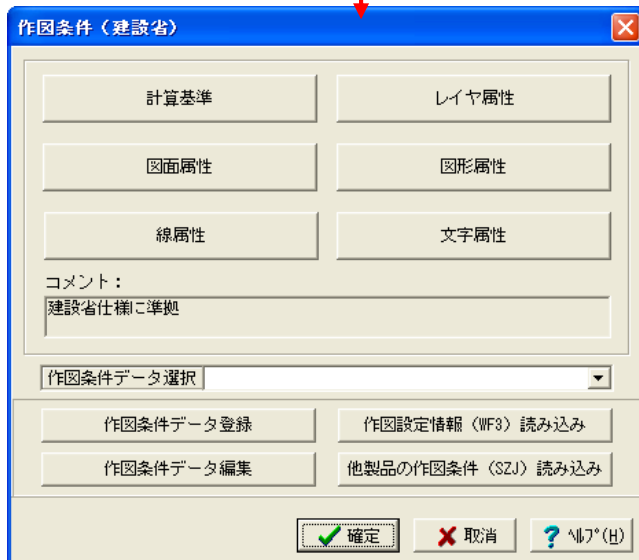 作図条件（建設省）
計算基準
レイヤ属性
図面属性
図形属性
線属性
文字属性
コメント：
建設省仕様に準拠
作図条件データ選択
作図条件データ登録
作図設定情報（WF3）読み込み
作図条件データ編集
他製品の作図条件（SZJ）読み込み
確定
取消
ﾍﾙﾌﾟ(H)